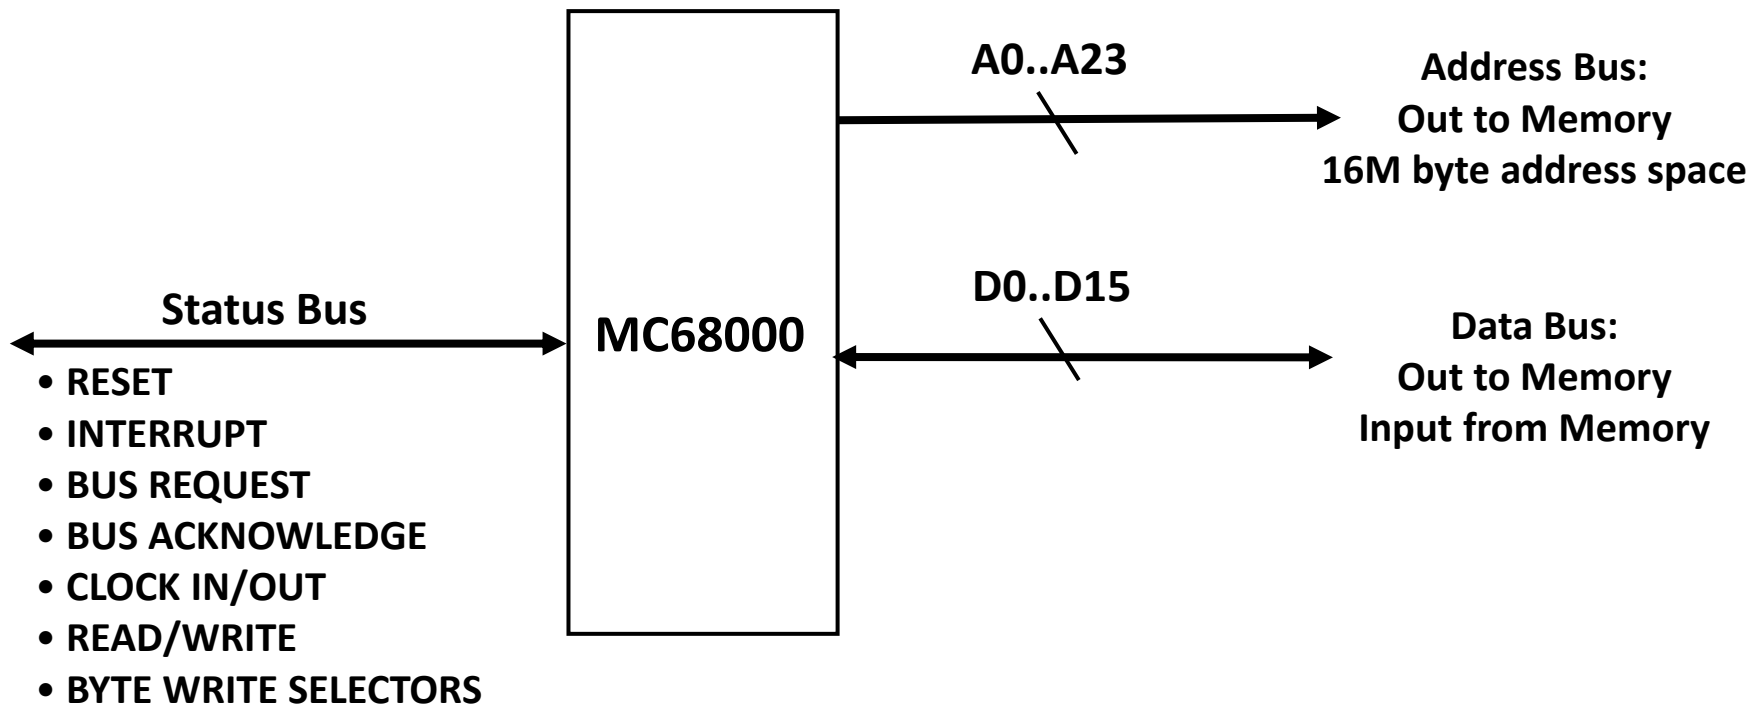 Status Bus
• RESET
• INTERRUPT
• BUS REQUEST
• BUS ACKNOWLEDGE
• CLOCK IN/OUT
• READ/WRITE
• BYTE WRITE SELECTORS
MC68000
A0..A23
Address Bus:
Out to Memory
16M byte address space
D0..D15
Data Bus:
Out to Memory
Input from Memory